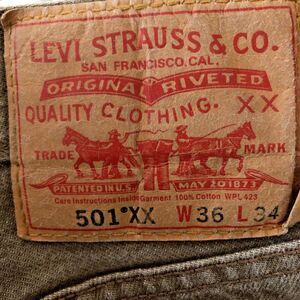 LEVI STRAUSS & CO.
SAN FRANCISCO, CAL.
ORIGINAL RIVETED
QUALITY CLOTHING. XX
TRADE MARK
PATENTED IN U.S. MAY 20 1873
Care Instructions Inside Garment 100% Cotton WPL 423
501®XX W36 L34